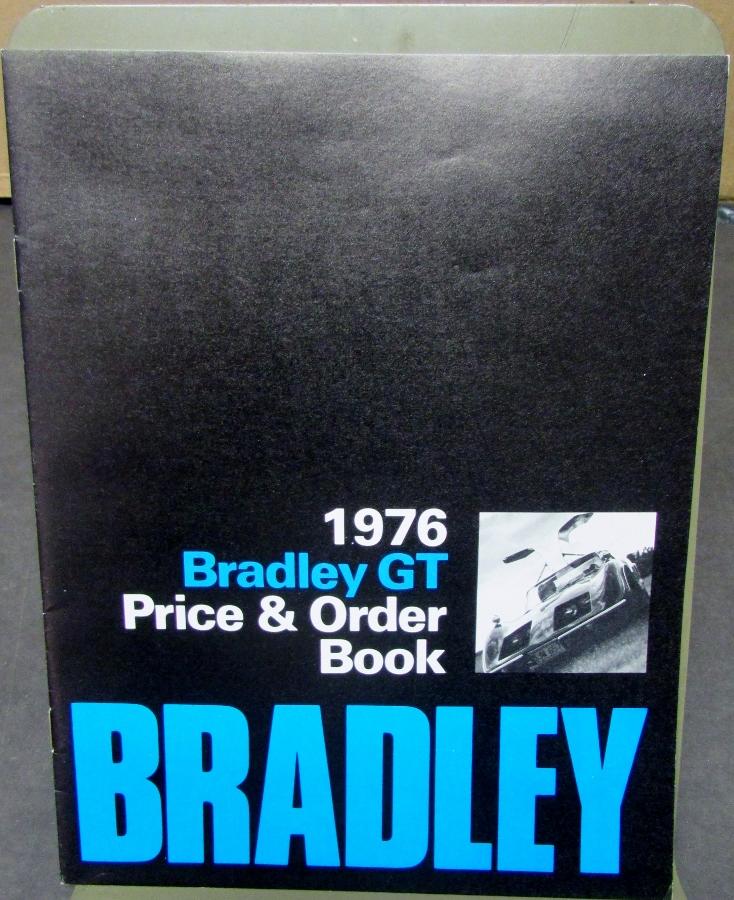 1976
Bradley GT
Price & Order
Book
BRADLEY